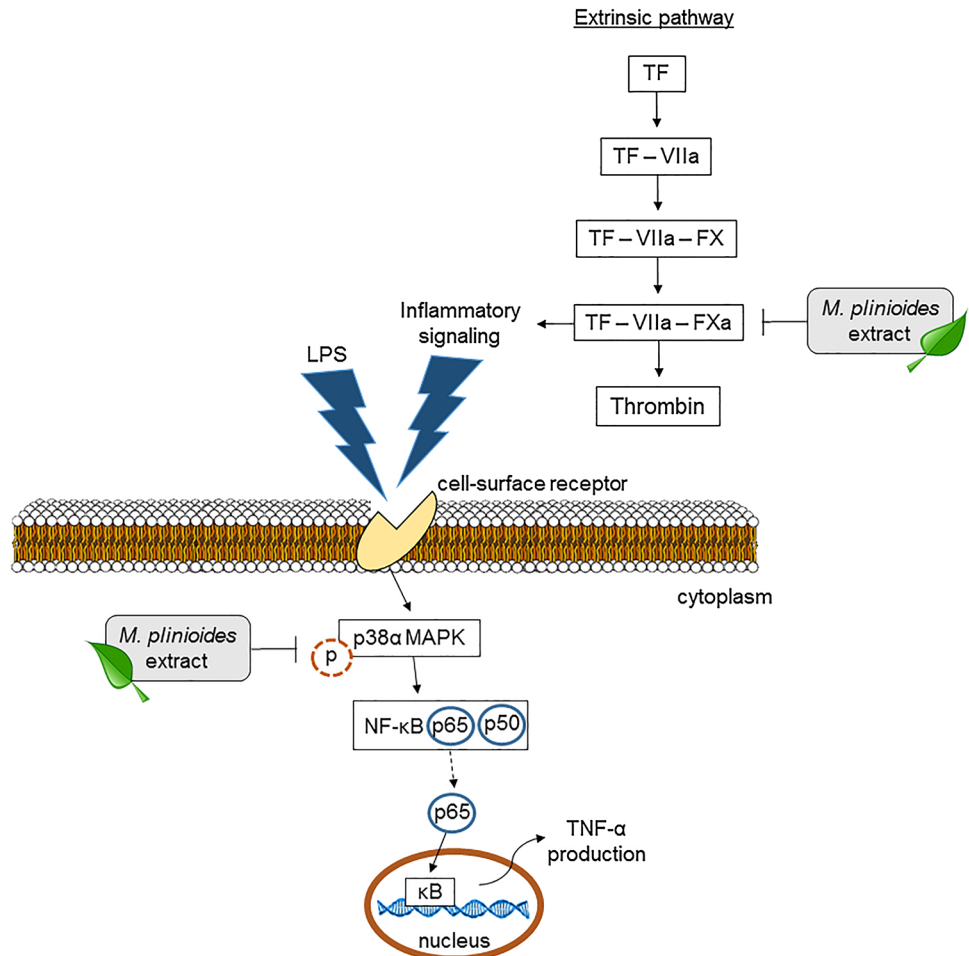 Extrinsic pathway
TF
TF – VIIa
TF – VIIa – FX
TF – VIIa – FXa
M. plinioides
extract
Inflammatory
signaling
Thrombin
LPS
cell-surface receptor
cytoplasm
M. plinioides
extract
p38α MAPK
p
NF-κB p65 p50
p65
TNF-α
production
κB
nucleus